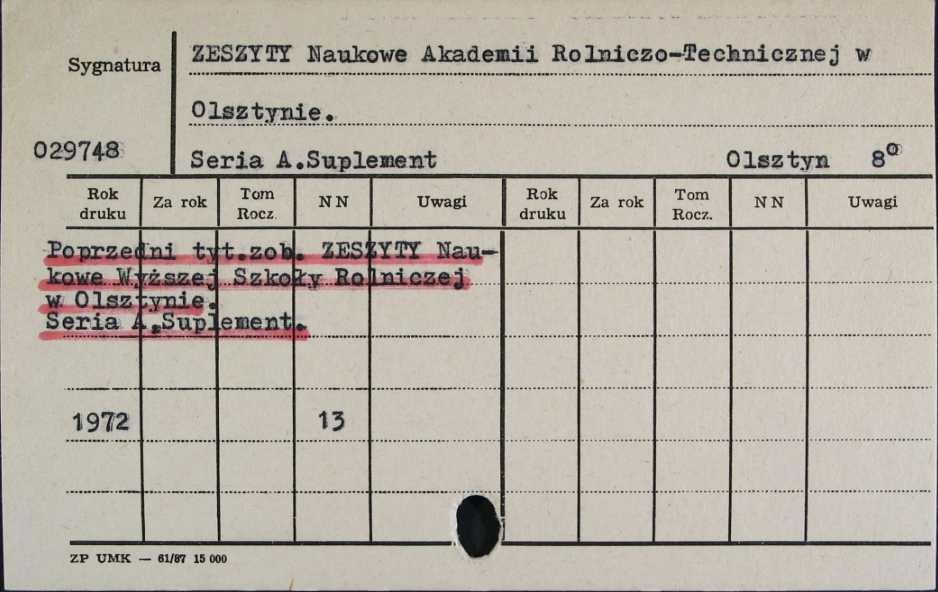 ZESZYTY Naukowe Akademii Rolniczo-Technicznej w
Sygnatura
Olsztynie.
029748
Seria A.Suplement Olsztyn 8°
Rok druku Za rok Tom Rocz. NN Uwagi Rok druku Za rok Tom Rocz. NN Uwagi
Poprzedni tyt.zob. ZESZYTY Nau-
kowe Wyższej Szkoły Rolniczej
w Olsztynie.
Seria A.Suplement.
1972 13
ZP UMK — 61/87 15 000